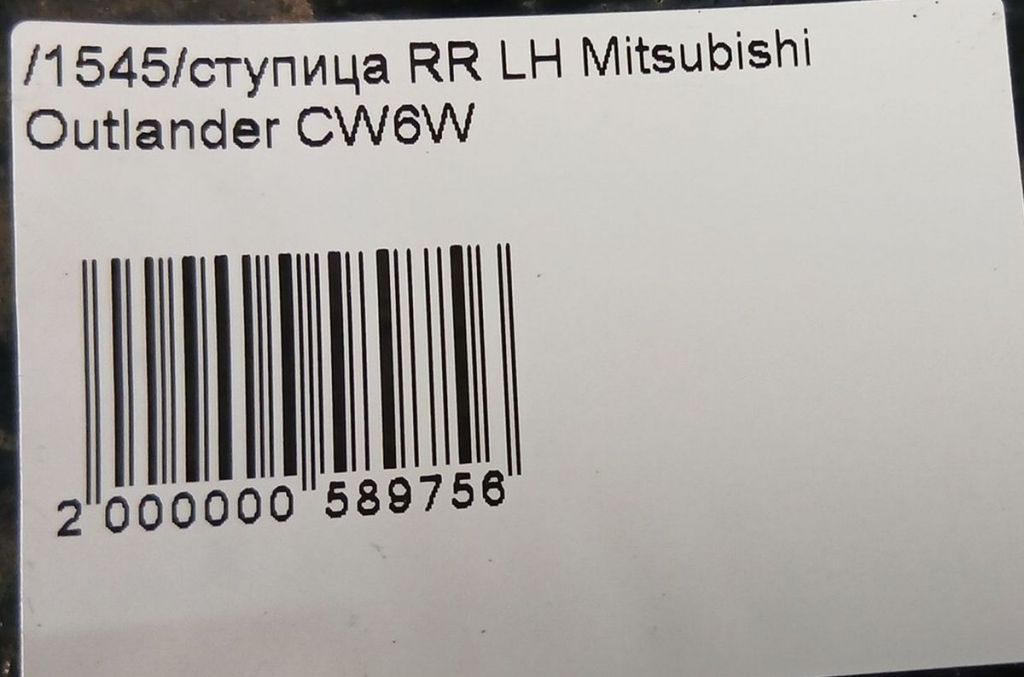 /1545/ступица RR LH Mitsubishi
Outlander CW6W
2 000000 589756